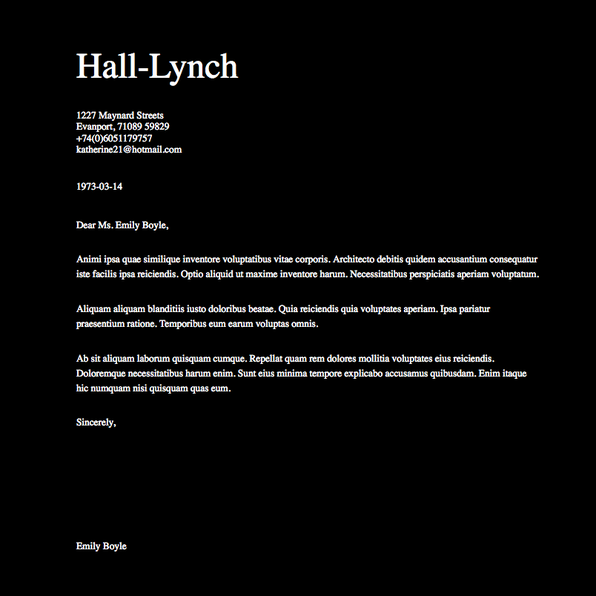 Hall-Lynch
1227 Maynard Streets
Evanport, 71089 59829
+74(0)6051179757
katherine21@hotmail.com
1973-03-14
Dear Ms. Emily Boyle,
Animi ipsa quae similique inventore voluptatibus vitae corporis. Architecto debitis quidem accusantium consequatur
iste facilis ipsa reiciendis. Optio aliquid ut maxime inventore harum. Necessitatibus perspiciatis aperiam voluptatum.
Aliquam aliquam blanditiis iusto doloribus beatae. Quia reiciendis quia voluptates aperiam. Ipsa pariatur
praesentium ratione. Temporibus eum earum voluptas omnis.
Ab sit aliquam laborum quisquam cumque. Repellat quam rem dolores mollitia voluptates eius reiciendis.
Doloremque necessitatibus harum enim. Sunt eius minima tempore explicabo accusamus quibusdam. Enim itaque
hic numquam nisi quisquam quas eum.
Sincerely,
Emily Boyle